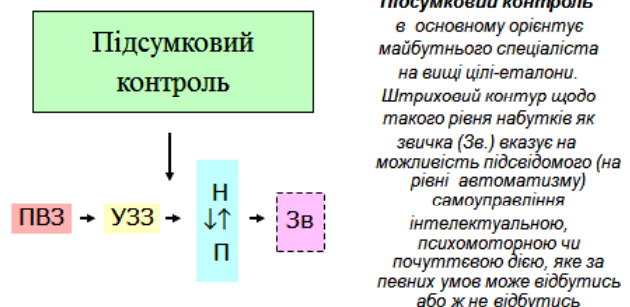 Підсумковий
контроль
ПВЗ → УЗЗ → Н ↓↑ П → Зв
Підсумковий контроль
в основному орієнтує
майбутнього спеціаліста
на вищі цілі-еталони.
Штриховий контур щодо
такого рівня набутків як
звичка (Зв.) вказує на
можливість підсвідомого (на
рівні автоматизму)
самоуправління
інтелектуальною,
психомоторною чи
почуттєвою дією, яке за
певних умов може відбутись
або ж не відбутись